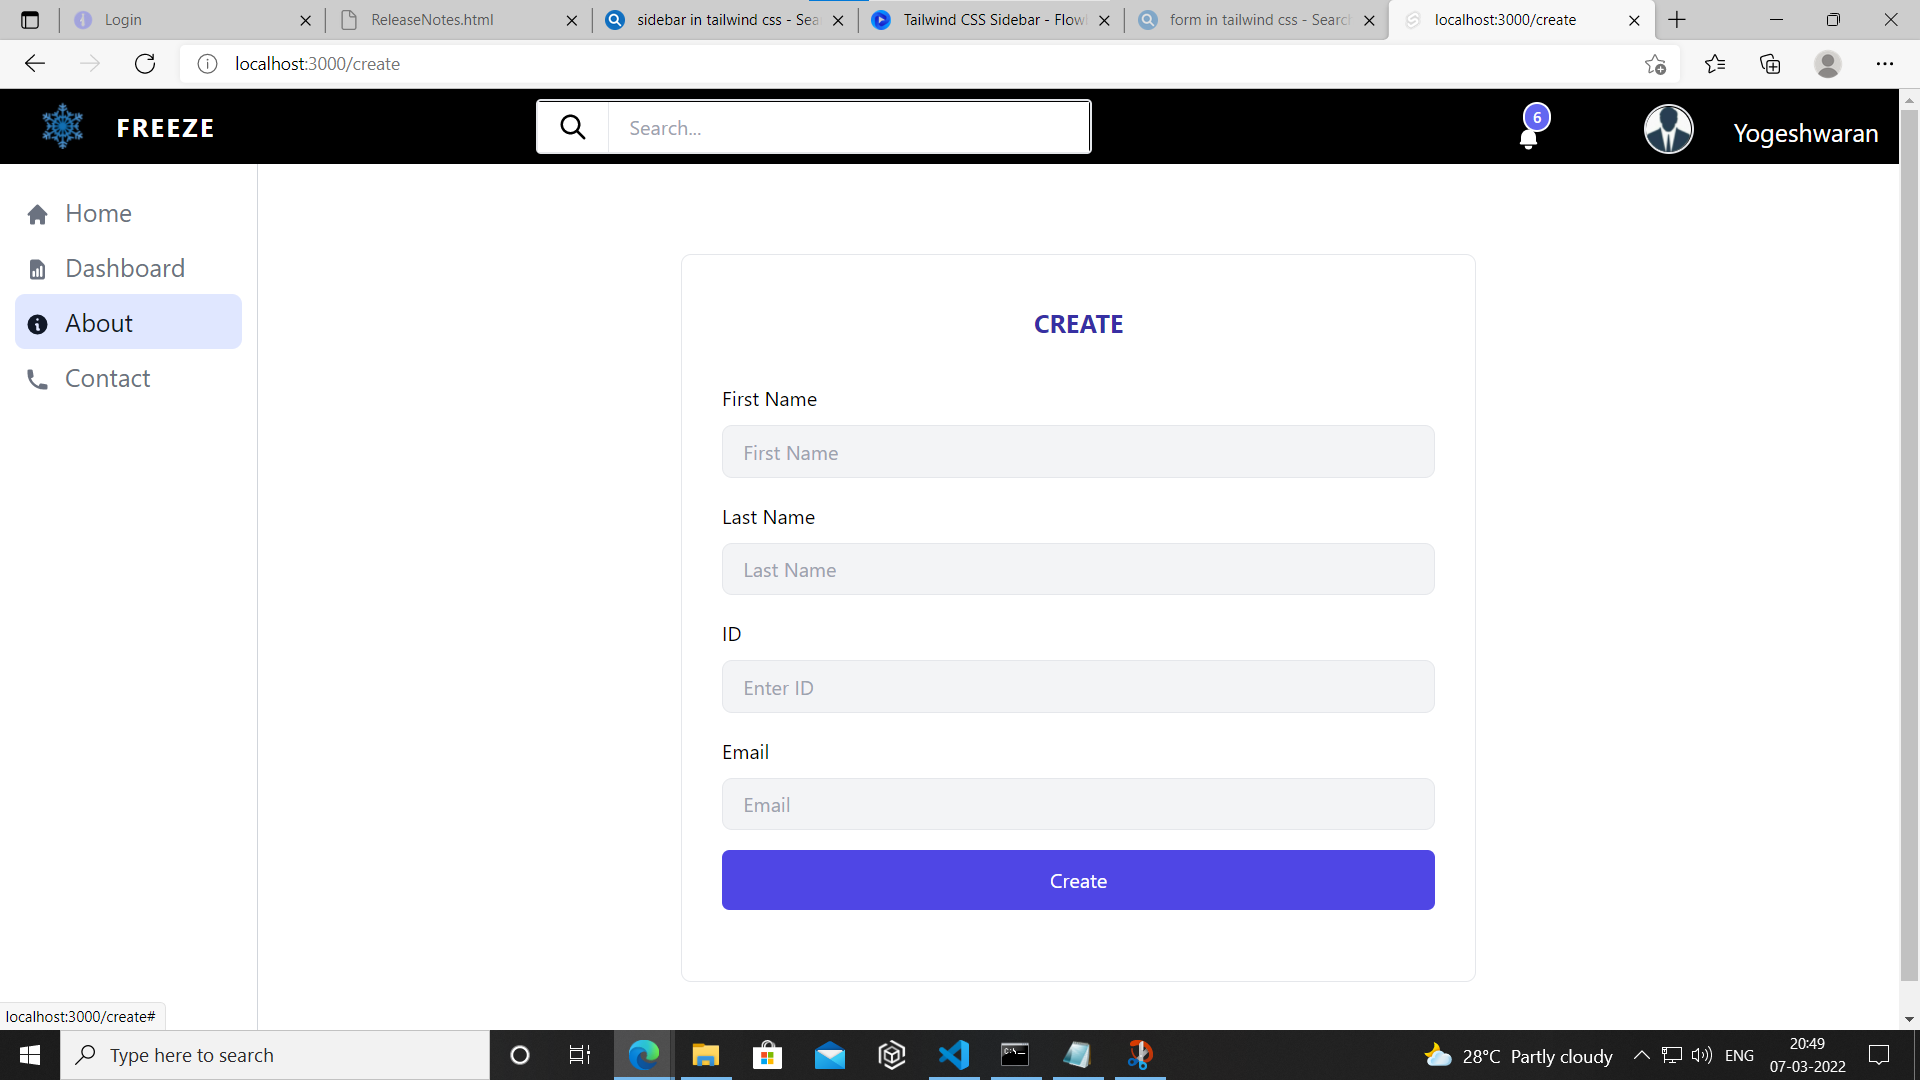 Login
ReleaseNotes.html
sidebar in tailwind css - Sea
Tailwind CSS Sidebar - Flow
form in tailwind css - Search
localhost:3000/create
localhost:3000/create
FREEZE
Search...
6
Yogeshwaran
Home
Dashboard
About
Contact
CREATE
First Name
First Name
Last Name
Last Name
ID
Enter ID
Email
Email
Create
localhost:3000/create#
Type here to search
28°C Partly cloudy
ENG
20:49
07-03-2022